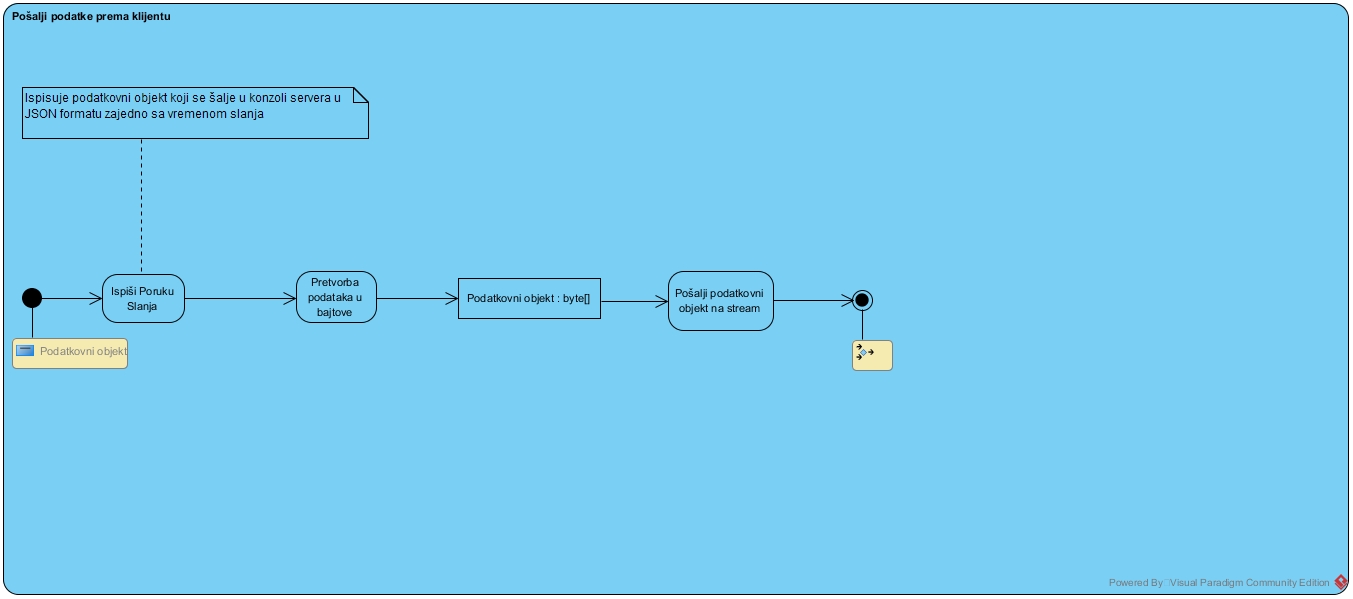 Pošalji podatke prema klijentu
Ispisuje podatkovni objekt koji se šalje u konzoli servera u
JSON formatu zajedno sa vremenom slanja
Ispiši Poruku
Slanja
Pretvorba
podataka u
bajtove
Podatkovni objekt : byte[]
Pošalji podatkovni
objekt na stream
Podatkovni objekt
Powered By Visual Paradigm Community Edition